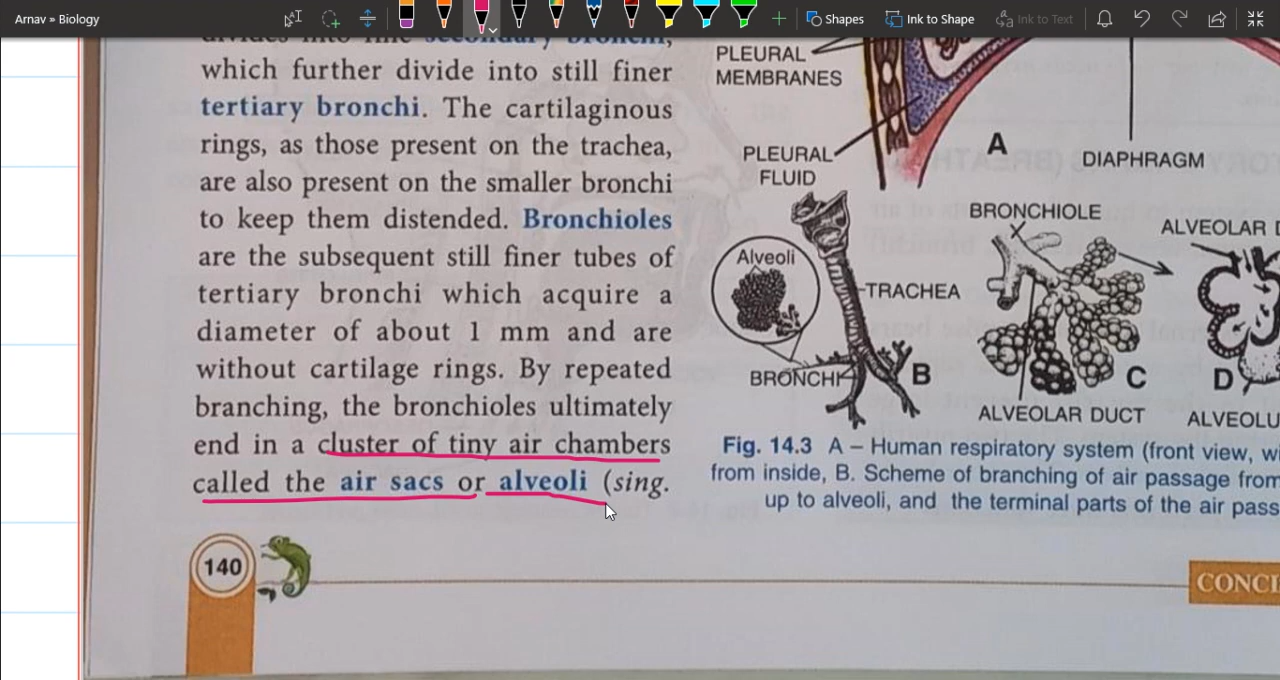 Arnav » Biology
Shapes
Ink to Shape
Ink to Text
secondary bronchi,
which further divide into still finer
tertiary bronchi. The cartilaginous
rings, as those present on the trachea,
are also present on the smaller bronchi
to keep them distended. Bronchioles
are the subsequent still finer tubes of
tertiary bronchi which acquire a
diameter of about 1 mm and are
without cartilage rings. By repeated
branching, the bronchioles ultimately
end in a cluster of tiny air chambers
called the air sacs or alveoli (sing.
140
PLEURAL
MEMBRANES
PLEURAL
FLUID
A
DIAPHRAGM
BRONCHIOLE
ALVEOLAR
Alveoli
TRACHEA
BRONCHI
B
C
D
ALVEOLAR DUCT
ALVEOLU
Fig. 14.3 A – Human respiratory system (front view, wi
from inside, B. Scheme of branching of air passage from
up to alveoli, and the terminal parts of the air pass
CONCI